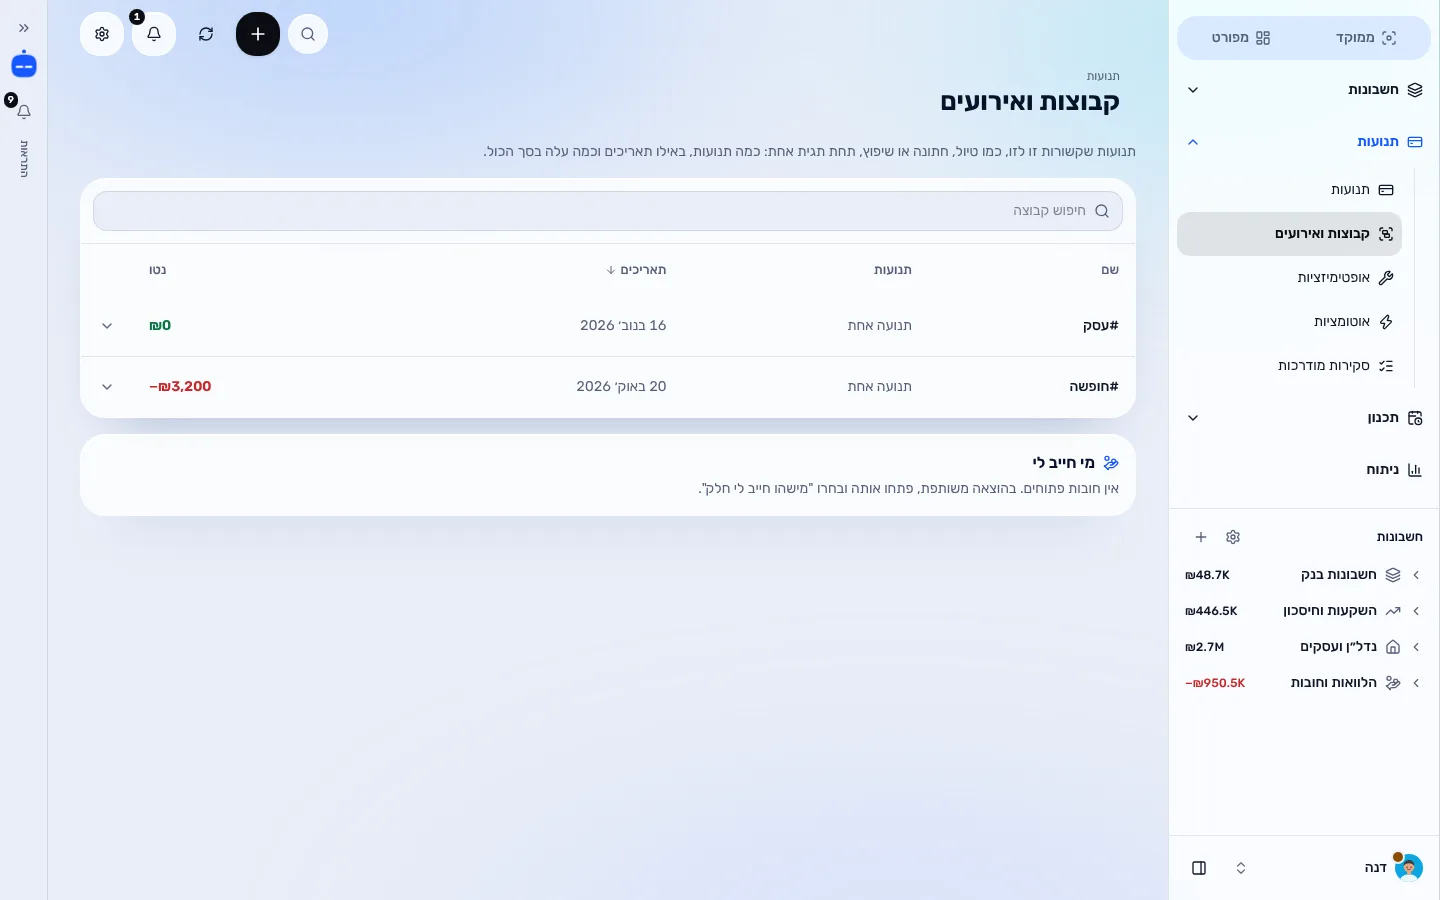 ממוקד
מפורט
חשבונות
תנועות
תנועות
קבוצות ואירועים
אופטימיזציות
אוטומציות
סקירות מודרכות
תכנון
ניתוח
חשבונות
חשבונות בנק ₪48.7K
השקעות וחיסכון ₪446.5K
נדל״ן ועסקים ₪2.7M
הלוואות וחובות −₪950.5K
דנה
1
תנועות
קבוצות ואירועים
תנועות שקשורות זו לזו, כמו טיול, חתונה או שיפוץ, תחת תגית אחת: כמה תנועות, באילו תאריכים וכמה עלה בסך הכול.
חיפוש קבוצה
שם תנועות תאריכים ↓ נטו
#עסק תנועה אחת 16 בנוב׳ 2026 ₪0
#חופשה תנועה אחת 20 באוק׳ 2026 −₪3,200
מי חייב לי
אין חובות פתוחים. בהוצאה משותפת, פתחו אותה ובחרו "מישהו חייב לי חלק".
9
התראות